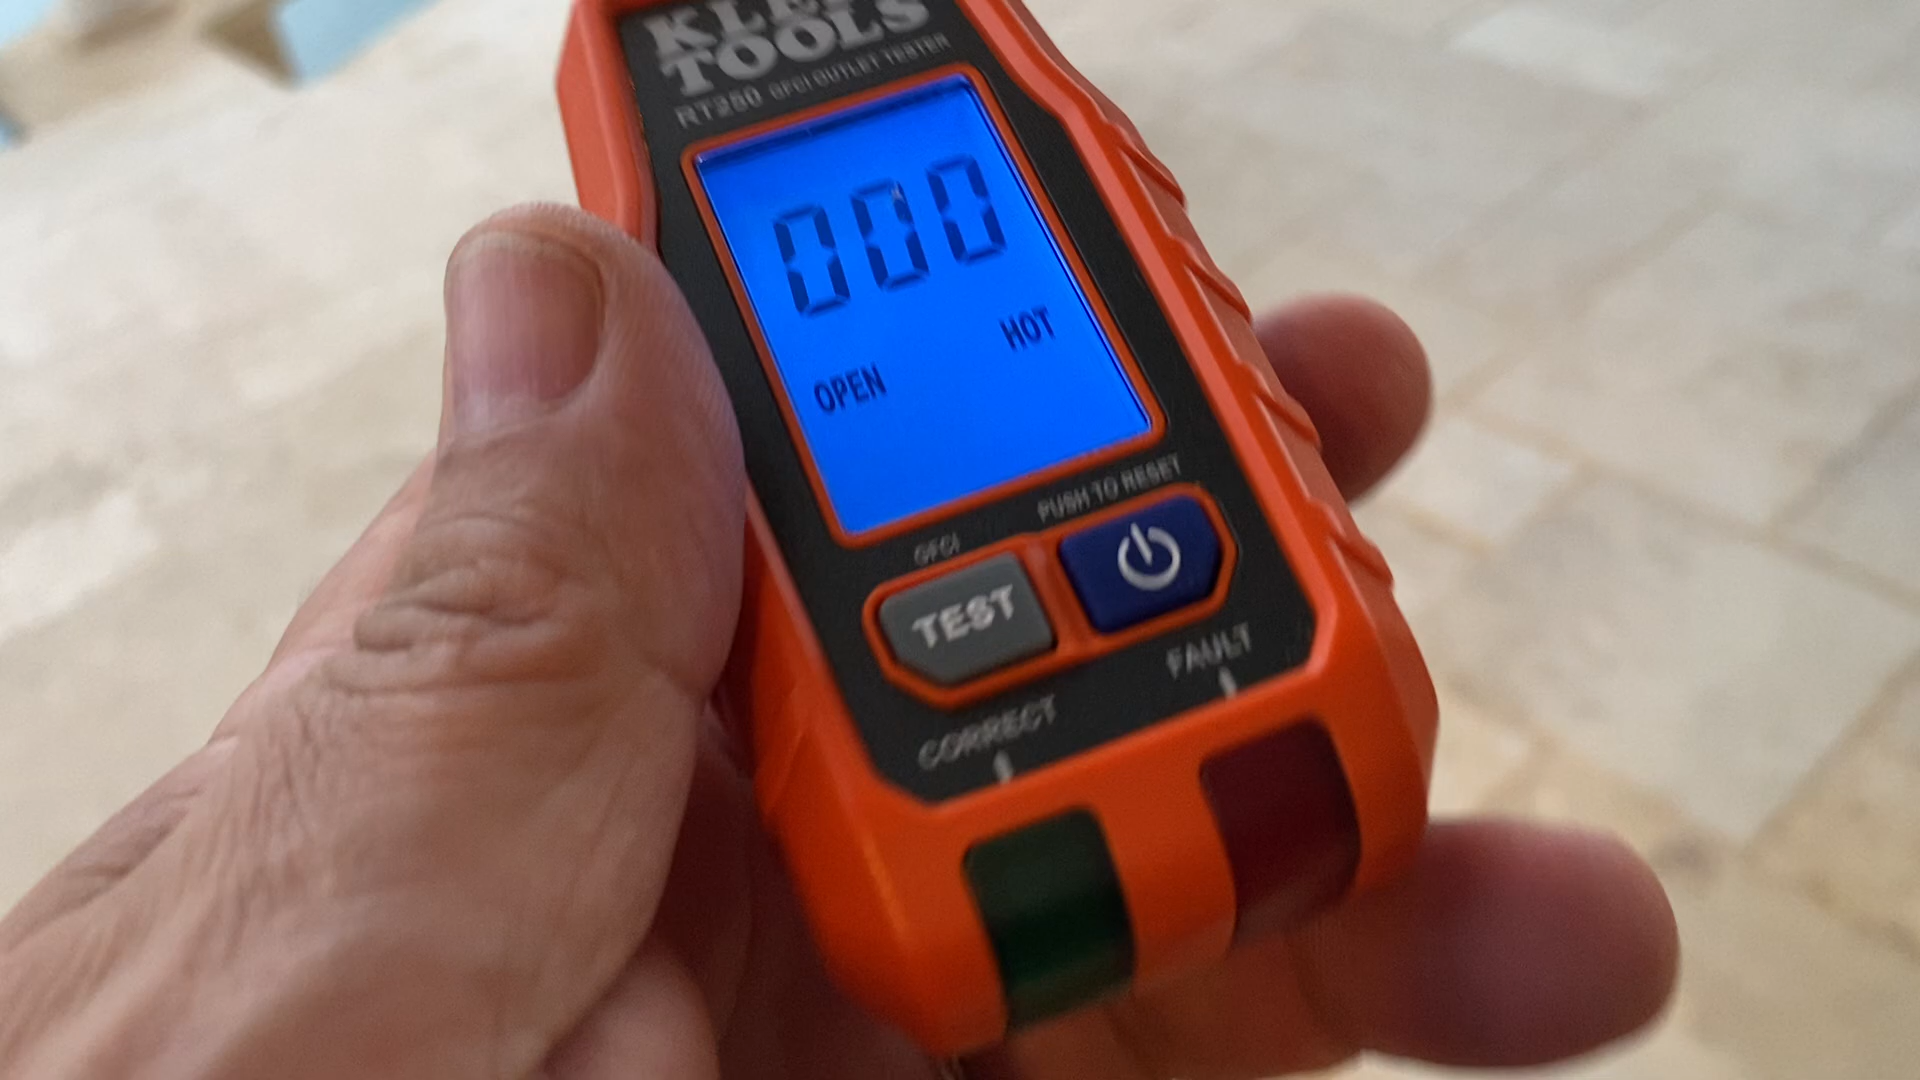 KLEIN
TOOLS
RT250 GFCI OUTLET TESTER
000
HOT
OPEN
GFCI
PUSH TO RESET
TEST
CORRECT
FAULT